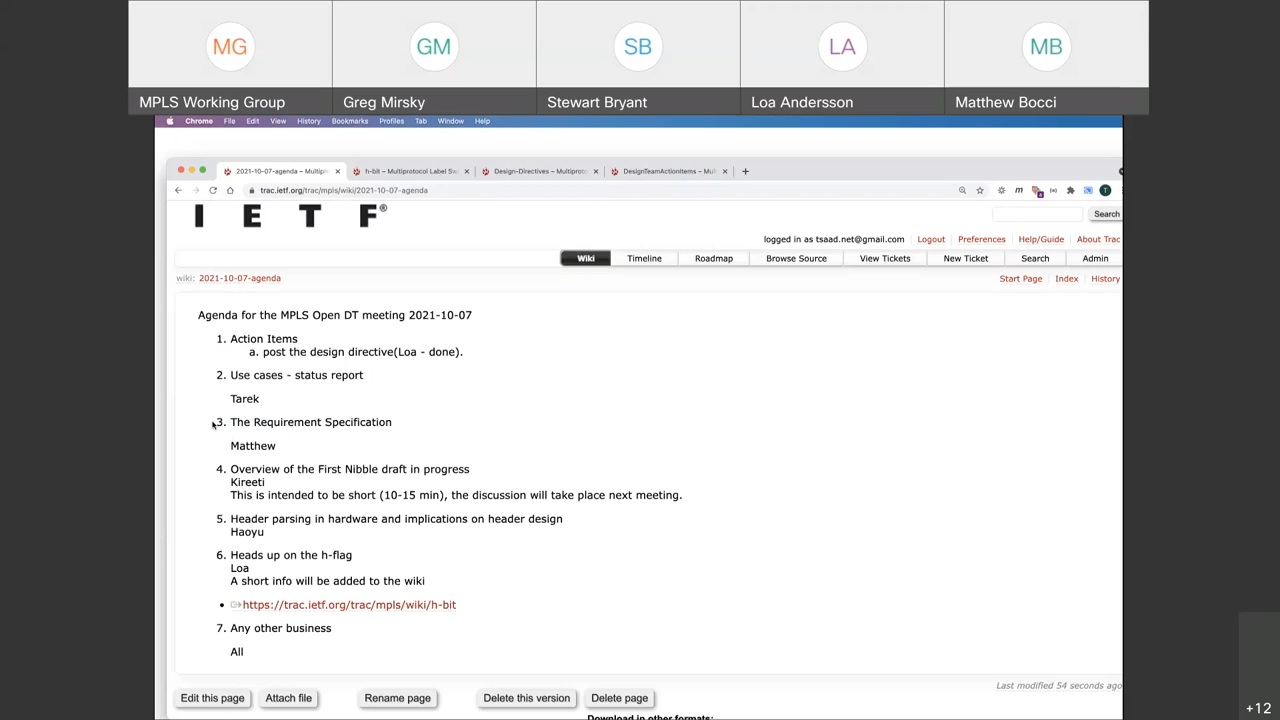 MG
GM
SB
LA
MB
MPLS Working Group
Greg Mirsky
Stewart Bryant
Loa Andersson
Matthew Bocci
Chrome File Edit View History Bookmarks Profiles Tab Window Help
2021-10-07-agenda – Multipro
h-bit – Multiprotocol Label Sw
Design-Directives – Multiproto
DesignTeamActionItems – Mul
trac.ietf.org/trac/mpls/wiki/2021-10-07-agenda
I E T F®
Search
logged in as tsaad.net@gmail.com Logout Preferences Help/Guide About Trac
Wiki Timeline Roadmap Browse Source View Tickets New Ticket Search Admin
wiki: 2021-10-07-agenda
Start Page Index History
Agenda for the MPLS Open DT meeting 2021-10-07
1. Action Items
a. post the design directive(Loa - done).
2. Use cases - status report
Tarek
3. The Requirement Specification
Matthew
4. Overview of the First Nibble draft in progress
Kireeti
This is intended to be short (10-15 min), the discussion will take place next meeting.
5. Header parsing in hardware and implications on header design
Haoyu
6. Heads up on the h-flag
Loa
A short info will be added to the wiki
• https://trac.ietf.org/trac/mpls/wiki/h-bit
7. Any other business
All
Last modified 54 seconds ago
Edit this page Attach file Rename page Delete this version Delete page
Download in other formats:
+12